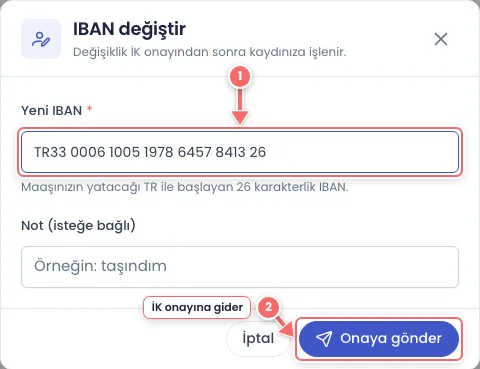 IBAN değiştir
Değişiklik İK onayından sonra kaydınıza işlenir.
1
Yeni IBAN *
TR33 0006 1005 1978 6457 8413 26
Maaşınızın yatacağı TR ile başlayan 26 karakterlik IBAN.
Not (isteğe bağlı)
Örneğin: taşındım
İK onayına gider
2
İptal
Onaya gönder